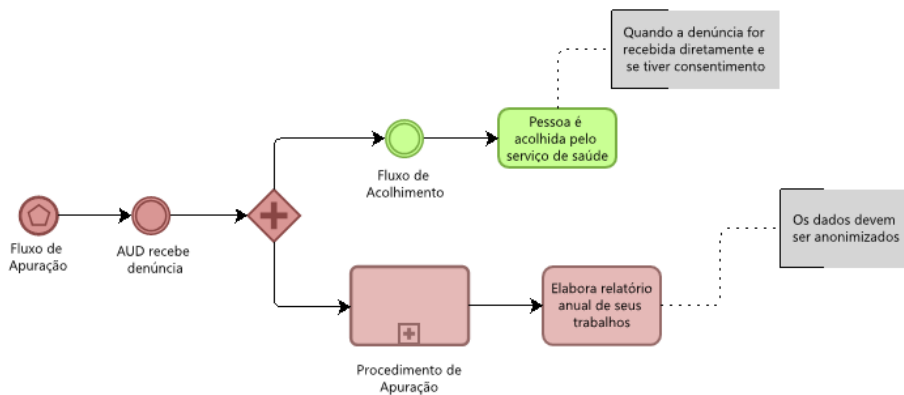 Quando a denúncia for
recebida diretamente e
se tiver consentimento
Pessoa é
acolhida pelo
serviço de saúde
Fluxo de
Acolhimento
Os dados devem
ser anonimizados
Fluxo de
Apuração
AUD recebe
denúncia
Elabora relatório
anual de seus
trabalhos
Procedimento de
Apuração